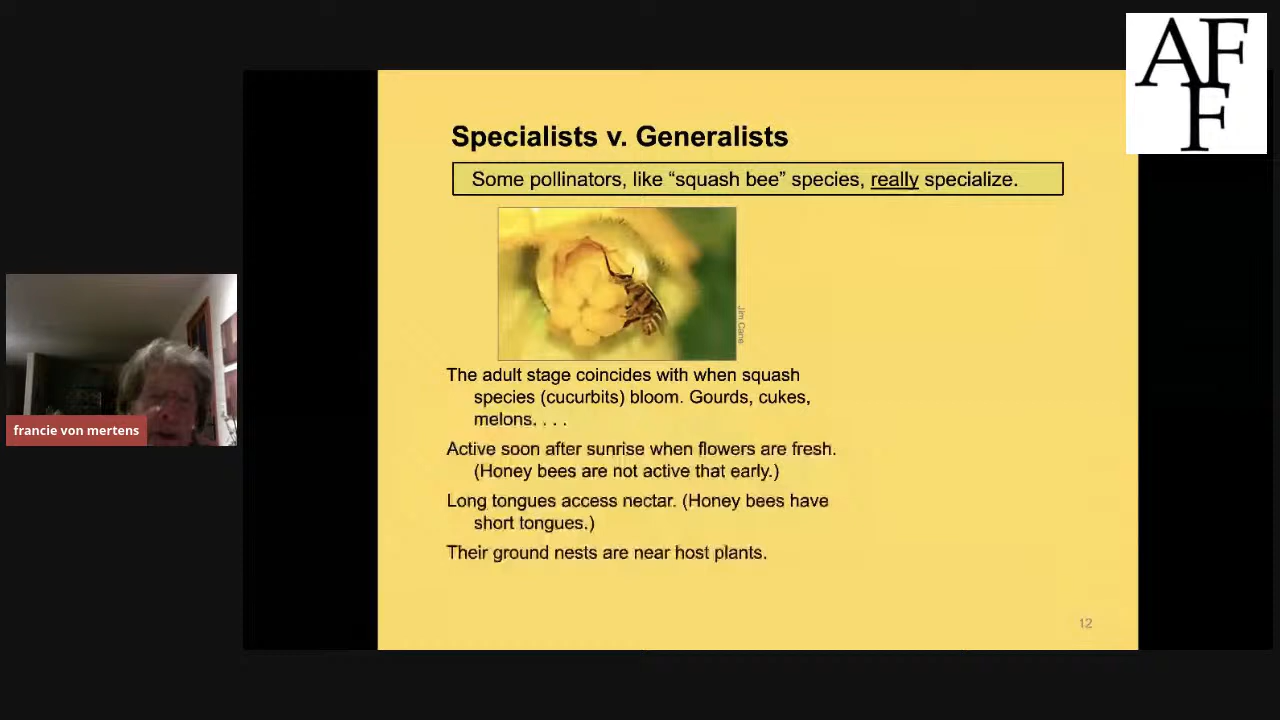 AF
F
Specialists v. Generalists
Some pollinators, like “squash bee” species, really specialize.
Jim Cane
The adult stage coincides with when squash
species (cucurbits) bloom. Gourds, cukes,
melons. . . .
Active soon after sunrise when flowers are fresh.
(Honey bees are not active that early.)
Long tongues access nectar. (Honey bees have
short tongues.)
Their ground nests are near host plants.
12
francie von mertens